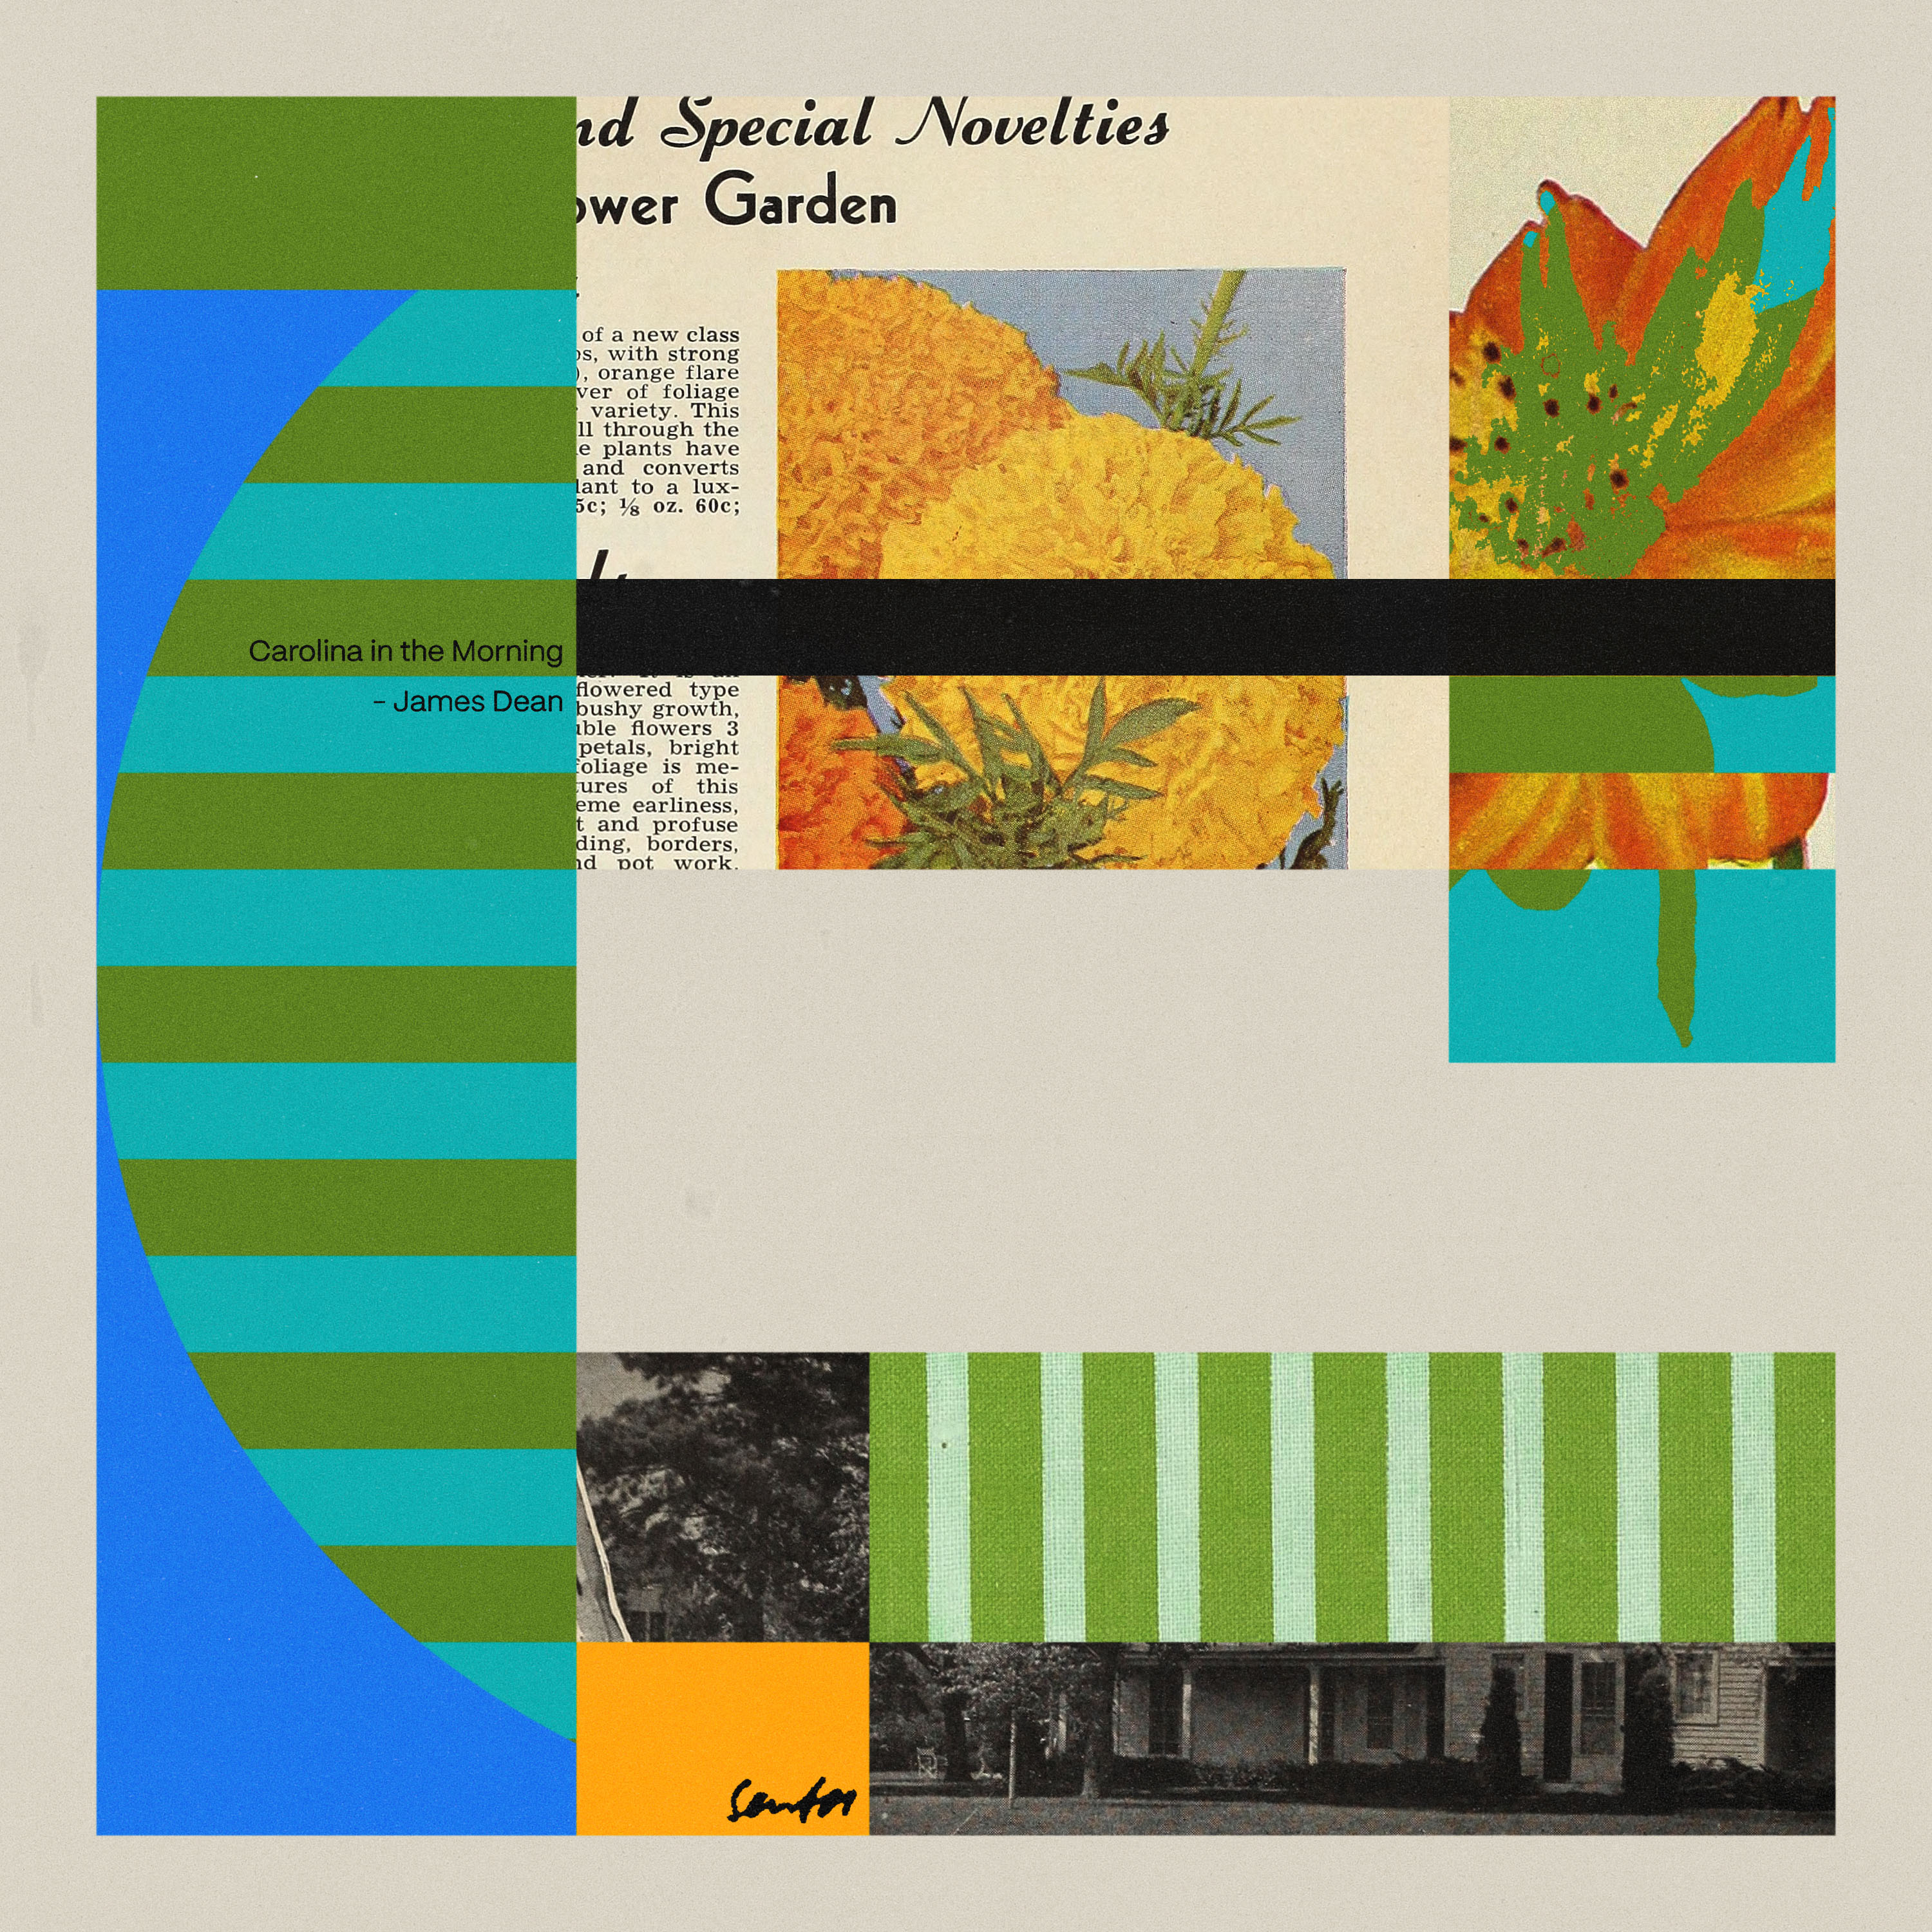 nd Special Novelties
ower Garden
of a new class
os, with strong
), orange flare
ver of foliage
variety. This
ll through the
e plants have
and converts
lant to a lux-
5c; ⅛ oz. 60c;
Carolina in the Morning
– James Dean
flowered type
bushy growth,
uble flowers 3
petals, bright
foliage is me-
tures of this
eme earliness,
t and profuse
ding, borders,
nd pot work.